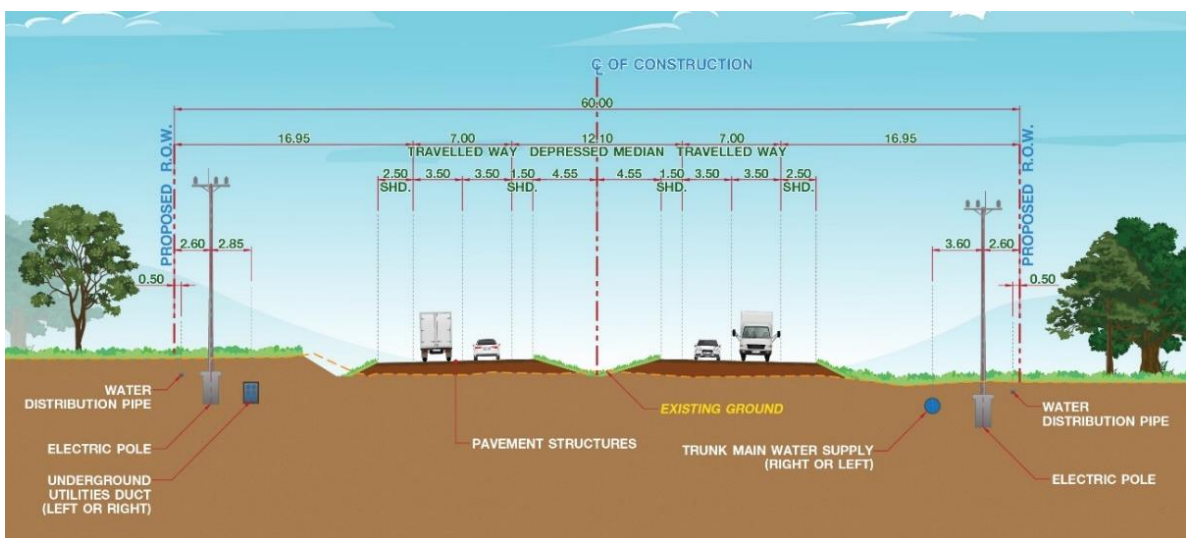 ℄ OF CONSTRUCTION
60.00
16.95 7.00 12.10 7.00 16.95
TRAVELLED WAY DEPRESSED MEDIAN TRAVELLED WAY
2.50 3.50 3.50 1.50 4.55 4.55 1.50 3.50 3.50 2.50
SHD. SHD. SHD. SHD.
PROPOSED R.O.W.
PROPOSED R.O.W.
2.60 2.85
3.60 2.60
0.50
0.50
WATER
DISTRIBUTION PIPE
ELECTRIC POLE
UNDERGROUND
UTILITIES DUCT
(LEFT OR RIGHT)
PAVEMENT STRUCTURES
EXISTING GROUND
TRUNK MAIN WATER SUPPLY
(RIGHT OR LEFT)
WATER
DISTRIBUTION PIPE
ELECTRIC POLE